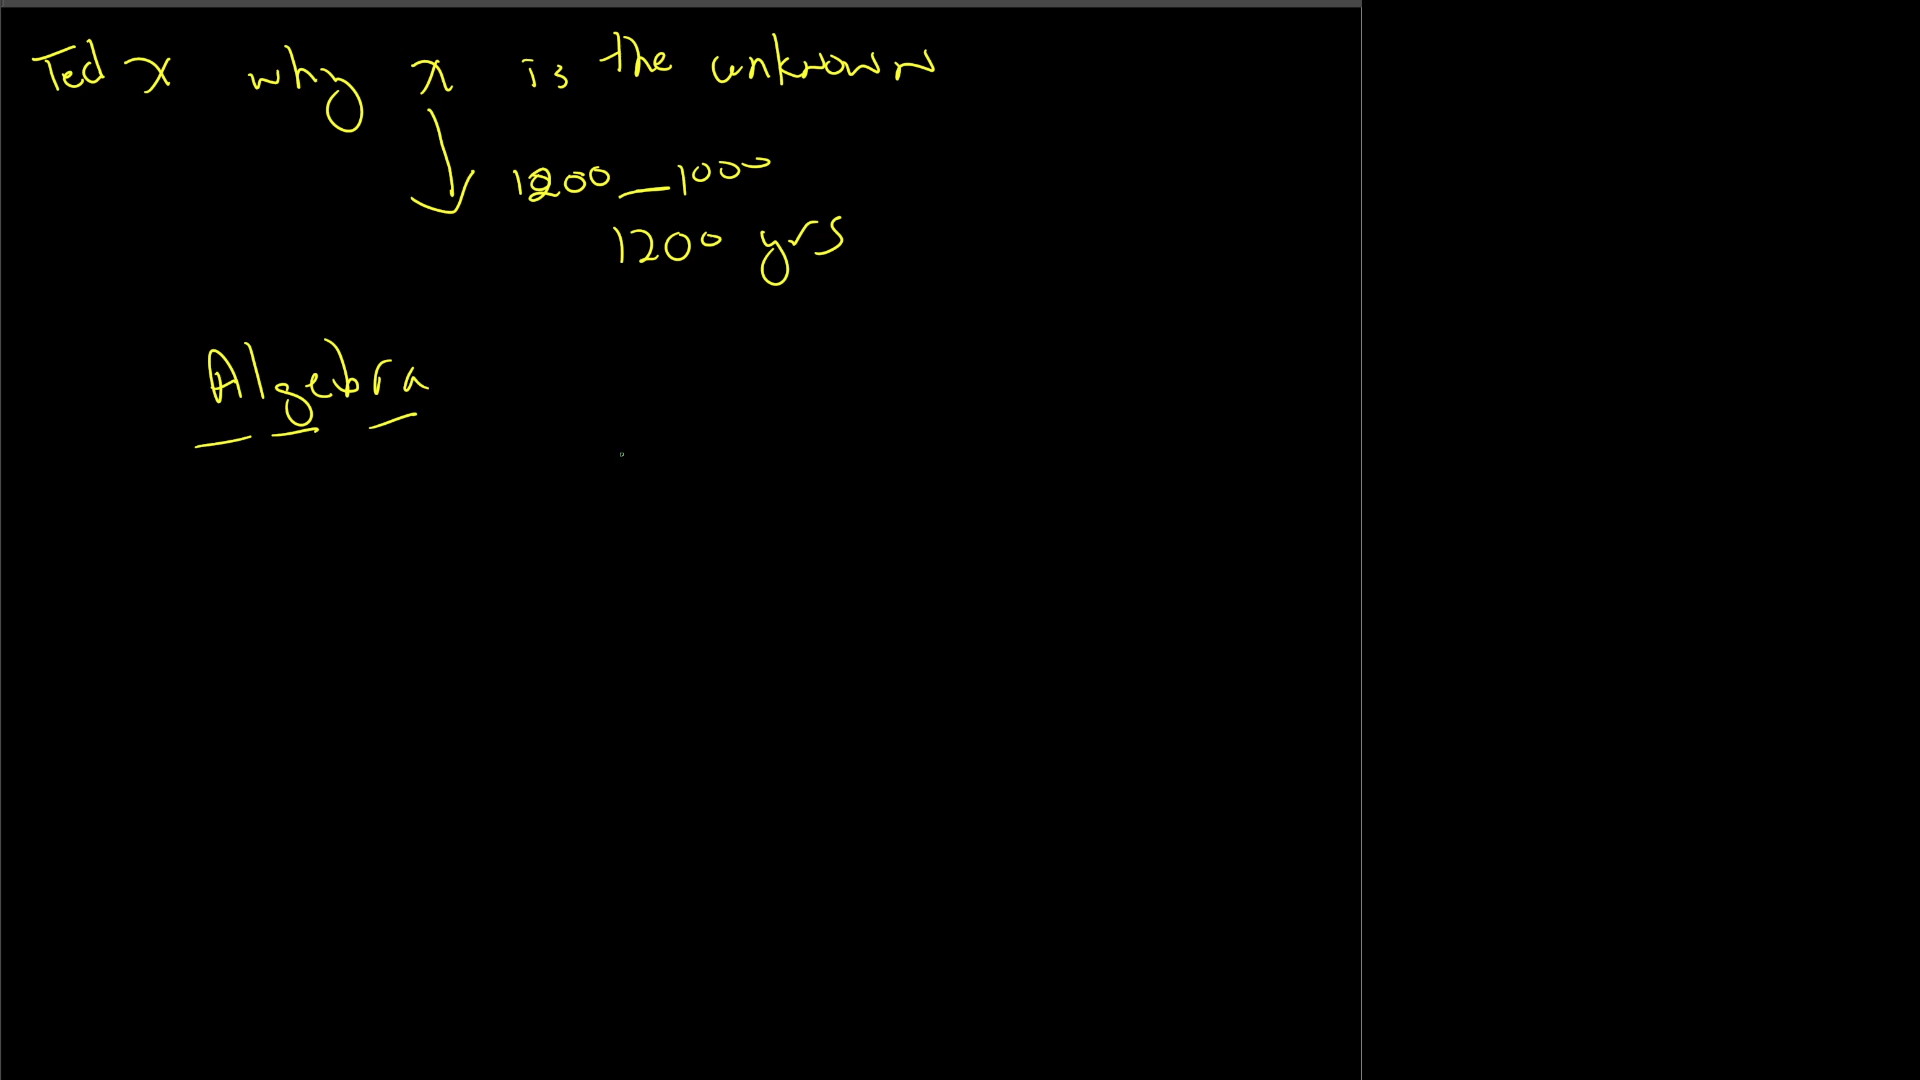 Ted x why x is the unknown
1200 — 1000
1200 yrs
Algebra